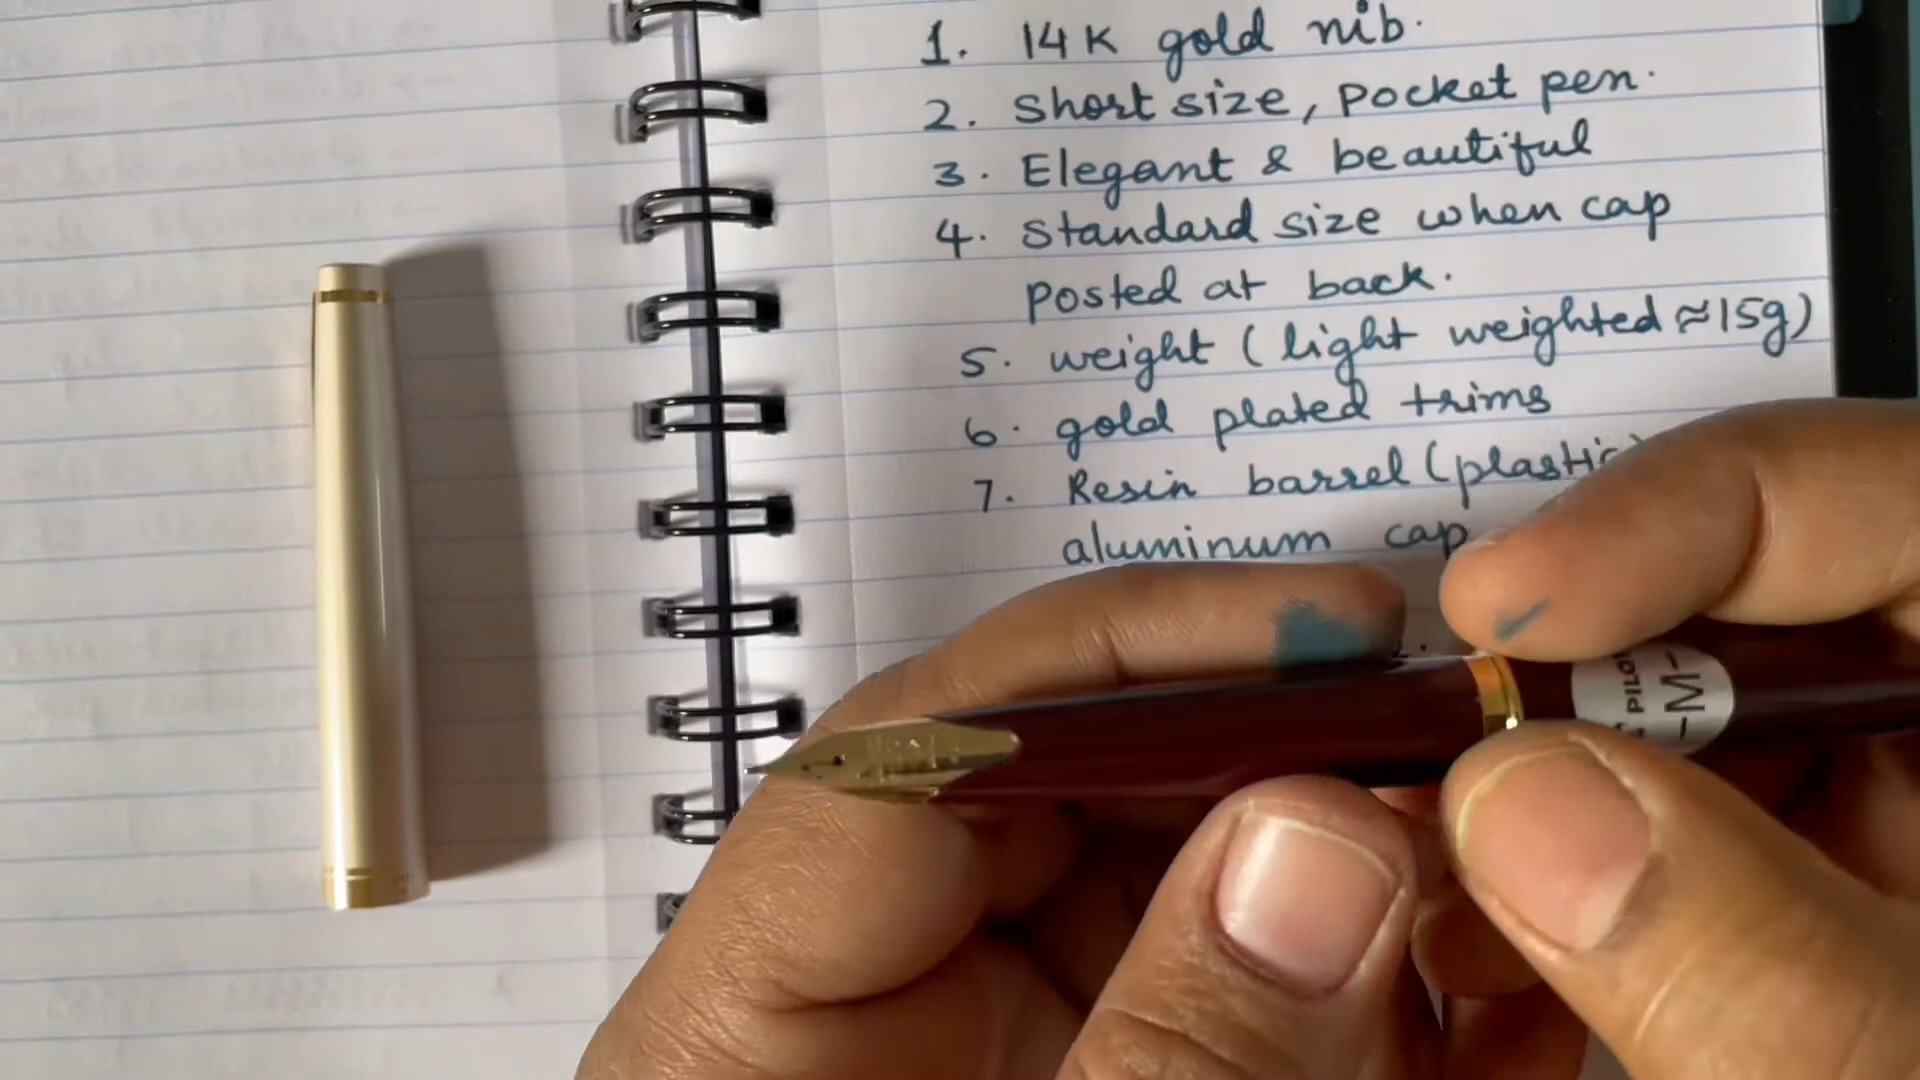 1. 14K gold nib.
2. Short size, Pocket pen.
3. Elegant & beautiful
4. Standard size when cap
posted at back.
5. weight (light weighted ≈15g)
6. gold plated trims
7. Resin barrel (plastic)
aluminum cap
PILOT
-M-